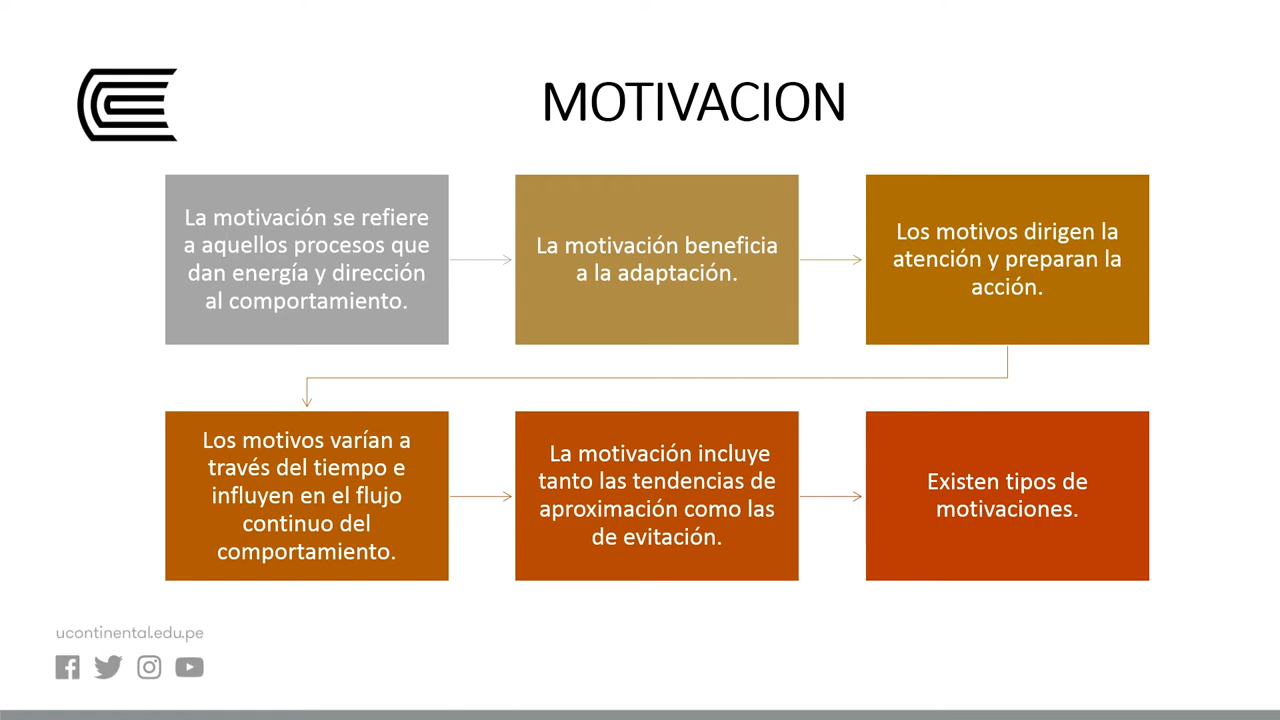 MOTIVACION
La motivación se refiere
a aquellos procesos que
dan energía y dirección
al comportamiento.
La motivación beneficia
a la adaptación.
Los motivos dirigen la
atención y preparan la
acción.
Los motivos varían a
través del tiempo e
influyen en el flujo
continuo del
comportamiento.
La motivación incluye
tanto las tendencias de
aproximación como las
de evitación.
Existen tipos de
motivaciones.
ucontinental.edu.pe